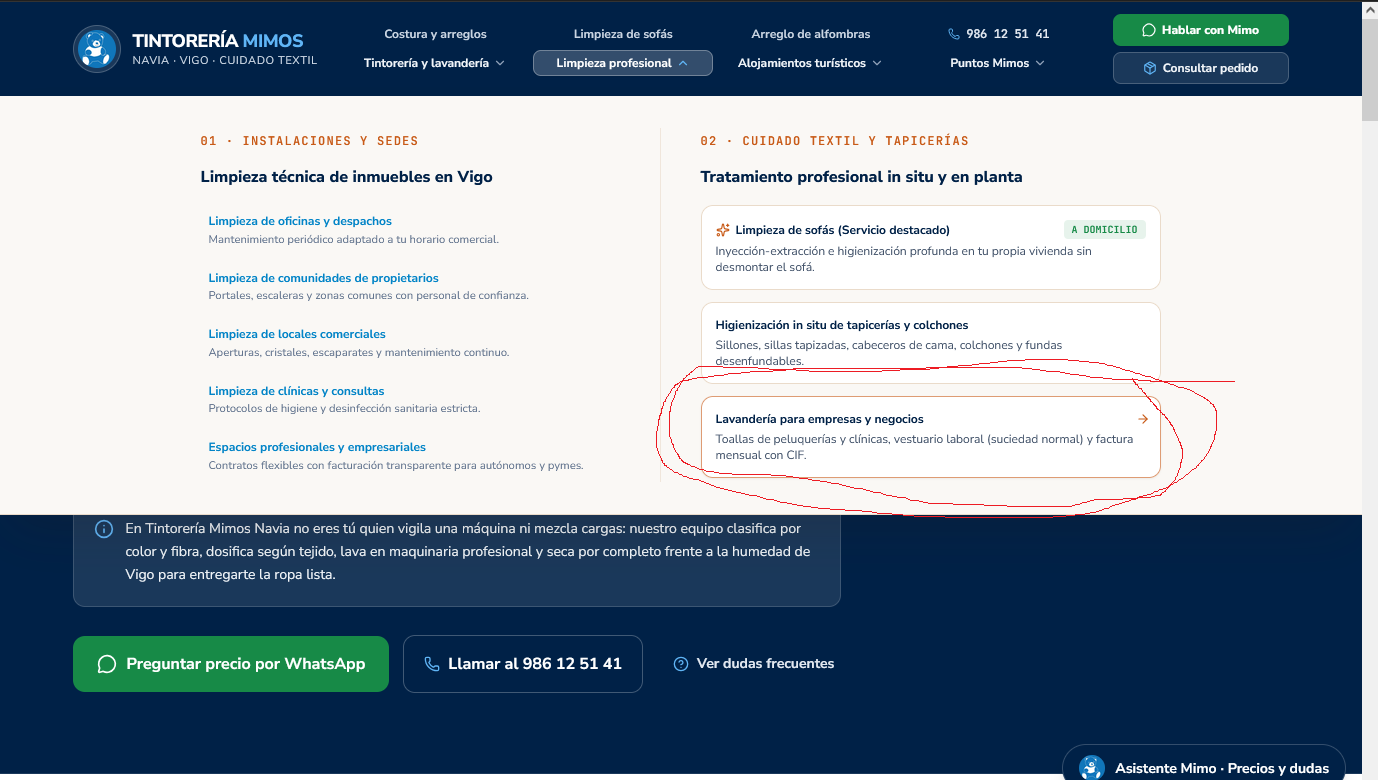 TINTORERÍA MIMOS
NAVIA · VIGO · CUIDADO TEXTIL
Costura y arreglos
Limpieza de sofás
Arreglo de alfombras
986 12 51 41
Tintorería y lavandería
Limpieza profesional
Alojamientos turísticos
Puntos Mimos
Hablar con Mimo
Consultar pedido
01 · INSTALACIONES Y SEDES
Limpieza técnica de inmuebles en Vigo
Limpieza de oficinas y despachos
Mantenimiento periódico adaptado a tu horario comercial.
Limpieza de comunidades de propietarios
Portales, escaleras y zonas comunes con personal de confianza.
Limpieza de locales comerciales
Aperturas, cristales, escaparates y mantenimiento continuo.
Limpieza de clínicas y consultas
Protocolos de higiene y desinfección sanitaria estricta.
Espacios profesionales y empresariales
Contratos flexibles con facturación transparente para autónomos y pymes.
02 · CUIDADO TEXTIL Y TAPICERÍAS
Tratamiento profesional in situ y en planta
Limpieza de sofás (Servicio destacado)
A DOMICILIO
Inyección-extracción e higienización profunda en tu propia vivienda sin
desmontar el sofá.
Higienización in situ de tapicerías y colchones
Sillones, sillas tapizadas, cabeceros de cama, colchones y fundas
desenfundables.
Lavandería para empresas y negocios
Toallas de peluquerías y clínicas, vestuario laboral (suciedad normal) y factura
mensual con CIF.
En Tintorería Mimos Navia no eres tú quien vigila una máquina ni mezcla cargas: nuestro equipo clasifica por
color y fibra, dosifica según tejido, lava en maquinaria profesional y seca por completo frente a la humedad de
Vigo para entregarte la ropa lista.
Preguntar precio por WhatsApp
Llamar al 986 12 51 41
Ver dudas frecuentes
Asistente Mimo · Precios y dudas